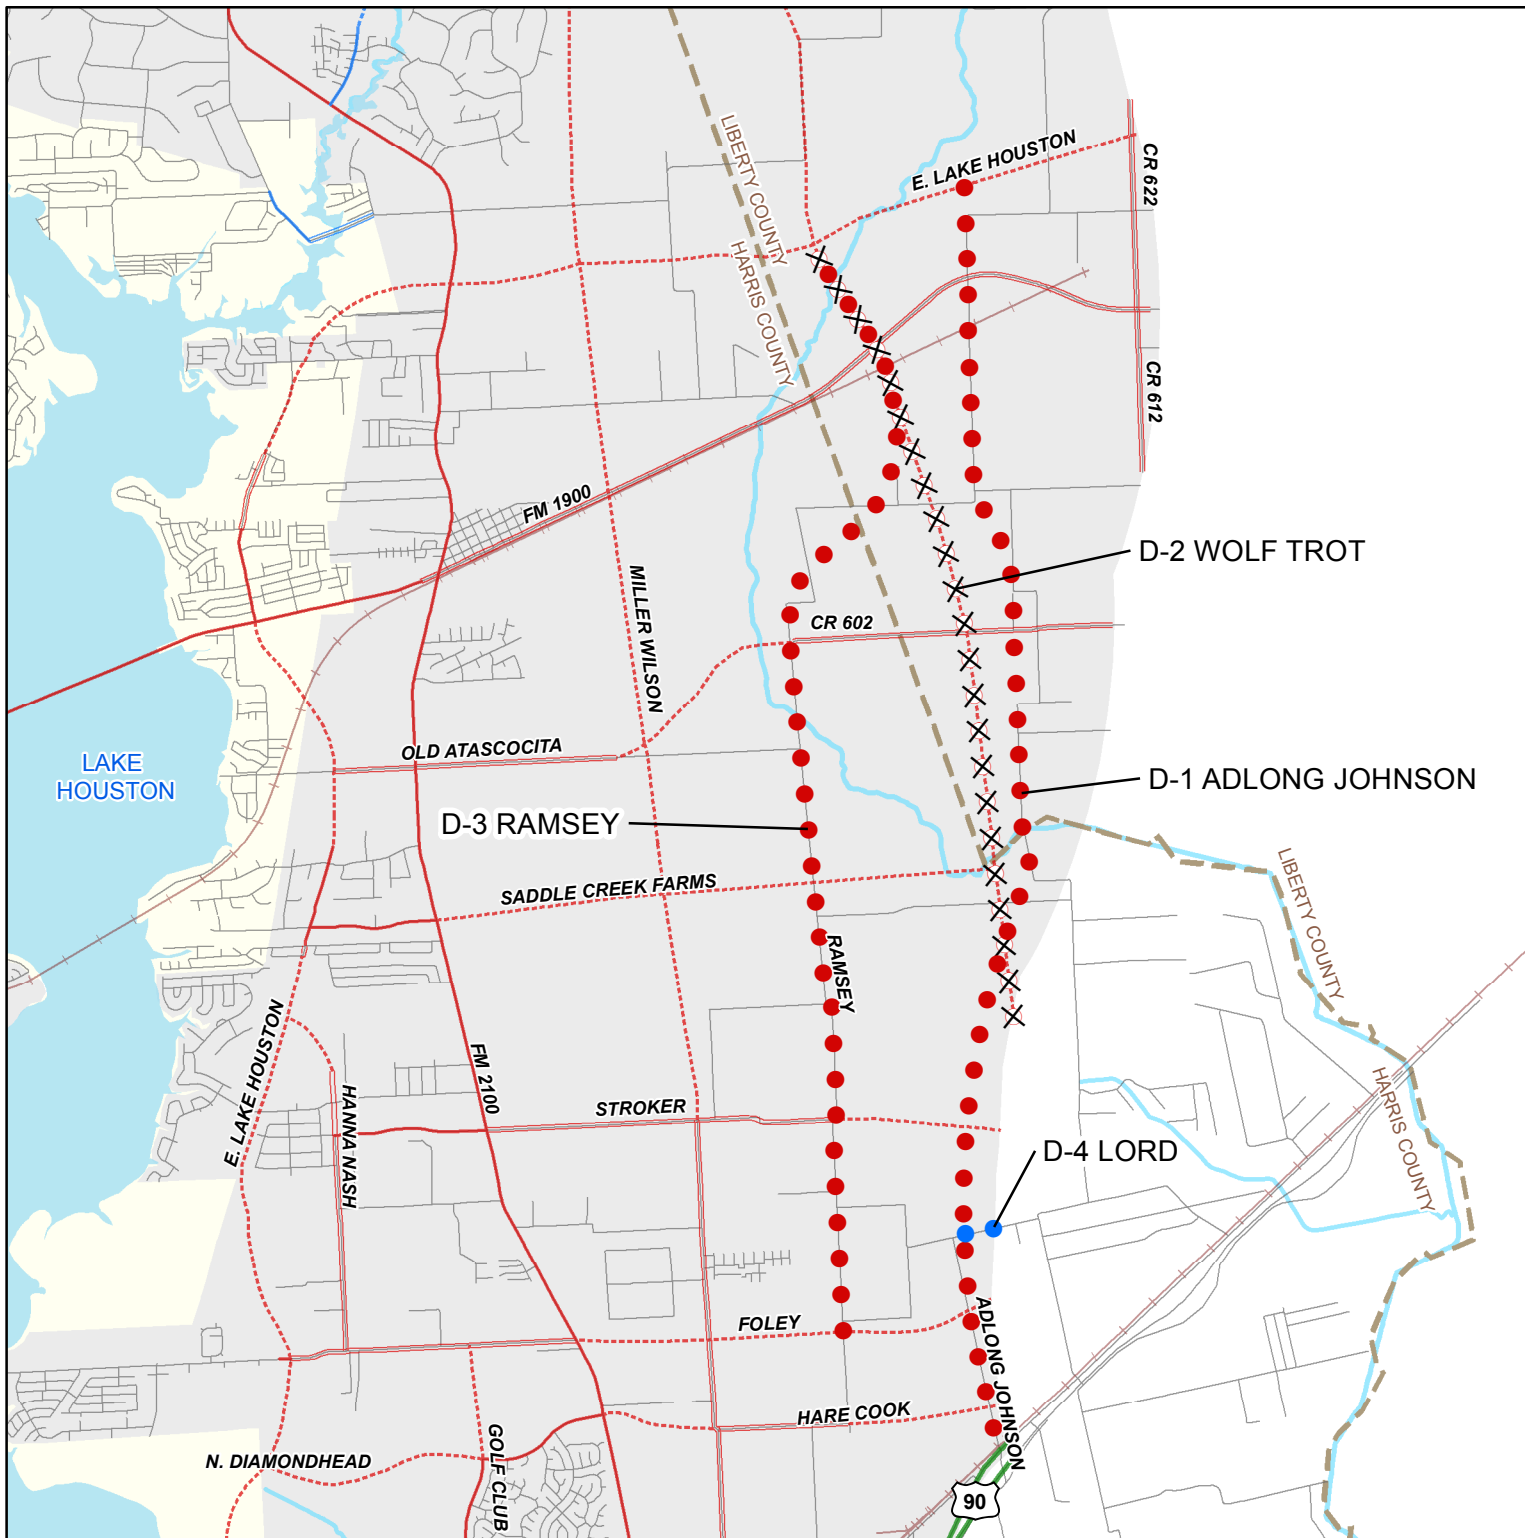 LIBERTY COUNTY
HARRIS COUNTY
E. LAKE HOUSTON
CR 622
CR 612
FM 1900
D-2 WOLF TROT
MILLER WILSON
CR 602
OLD ATASCOCITA
LAKE
HOUSTON
D-1 ADLONG JOHNSON
D-3 RAMSEY
SADDLE CREEK FARMS
LIBERTY COUNTY
HARRIS COUNTY
RAMSEY
E. LAKE HOUSTON
HANNA NASH
FM 2100
STROKER
D-4 LORD
FOLEY
ADLONG JOHNSON
HARE COOK
N. DIAMONDHEAD
GOLF CLUB
90